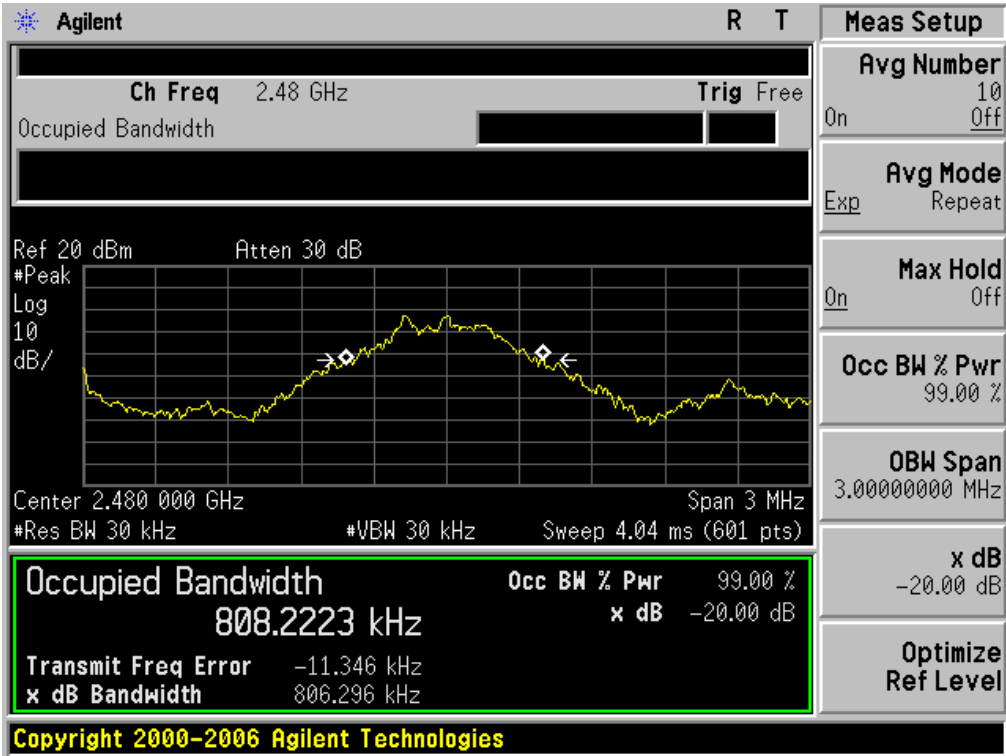 Agilent R T
Ch Freq 2.48 GHz Trig Free
Occupied Bandwidth
Ref 20 dBm Atten 30 dB
#Peak
Log
10
dB/
Center 2.480 000 GHz Span 3 MHz
#Res BW 30 kHz #VBW 30 kHz Sweep 4.04 ms (601 pts)
Occupied Bandwidth
808.2223 kHz
Occ BW % Pwr 99.00 %
x dB -20.00 dB
Transmit Freq Error -11.346 kHz
x dB Bandwidth 806.296 kHz
Copyright 2000-2006 Agilent Technologies
Meas Setup
Avg Number
10
On Off
Avg Mode
Exp Repeat
Max Hold
On Off
Occ BW % Pwr
99.00 %
OBW Span
3.00000000 MHz
x dB
-20.00 dB
Optimize
Ref Level